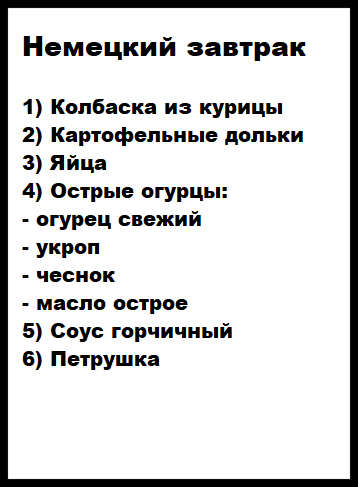 Немецкий завтрак
1) Колбаска из курицы
2) Картофельные дольки
3) Яйца
4) Острые огурцы:
- огурец свежий
- укроп
- чеснок
- масло острое
5) Соус горчичный
6) Петрушка